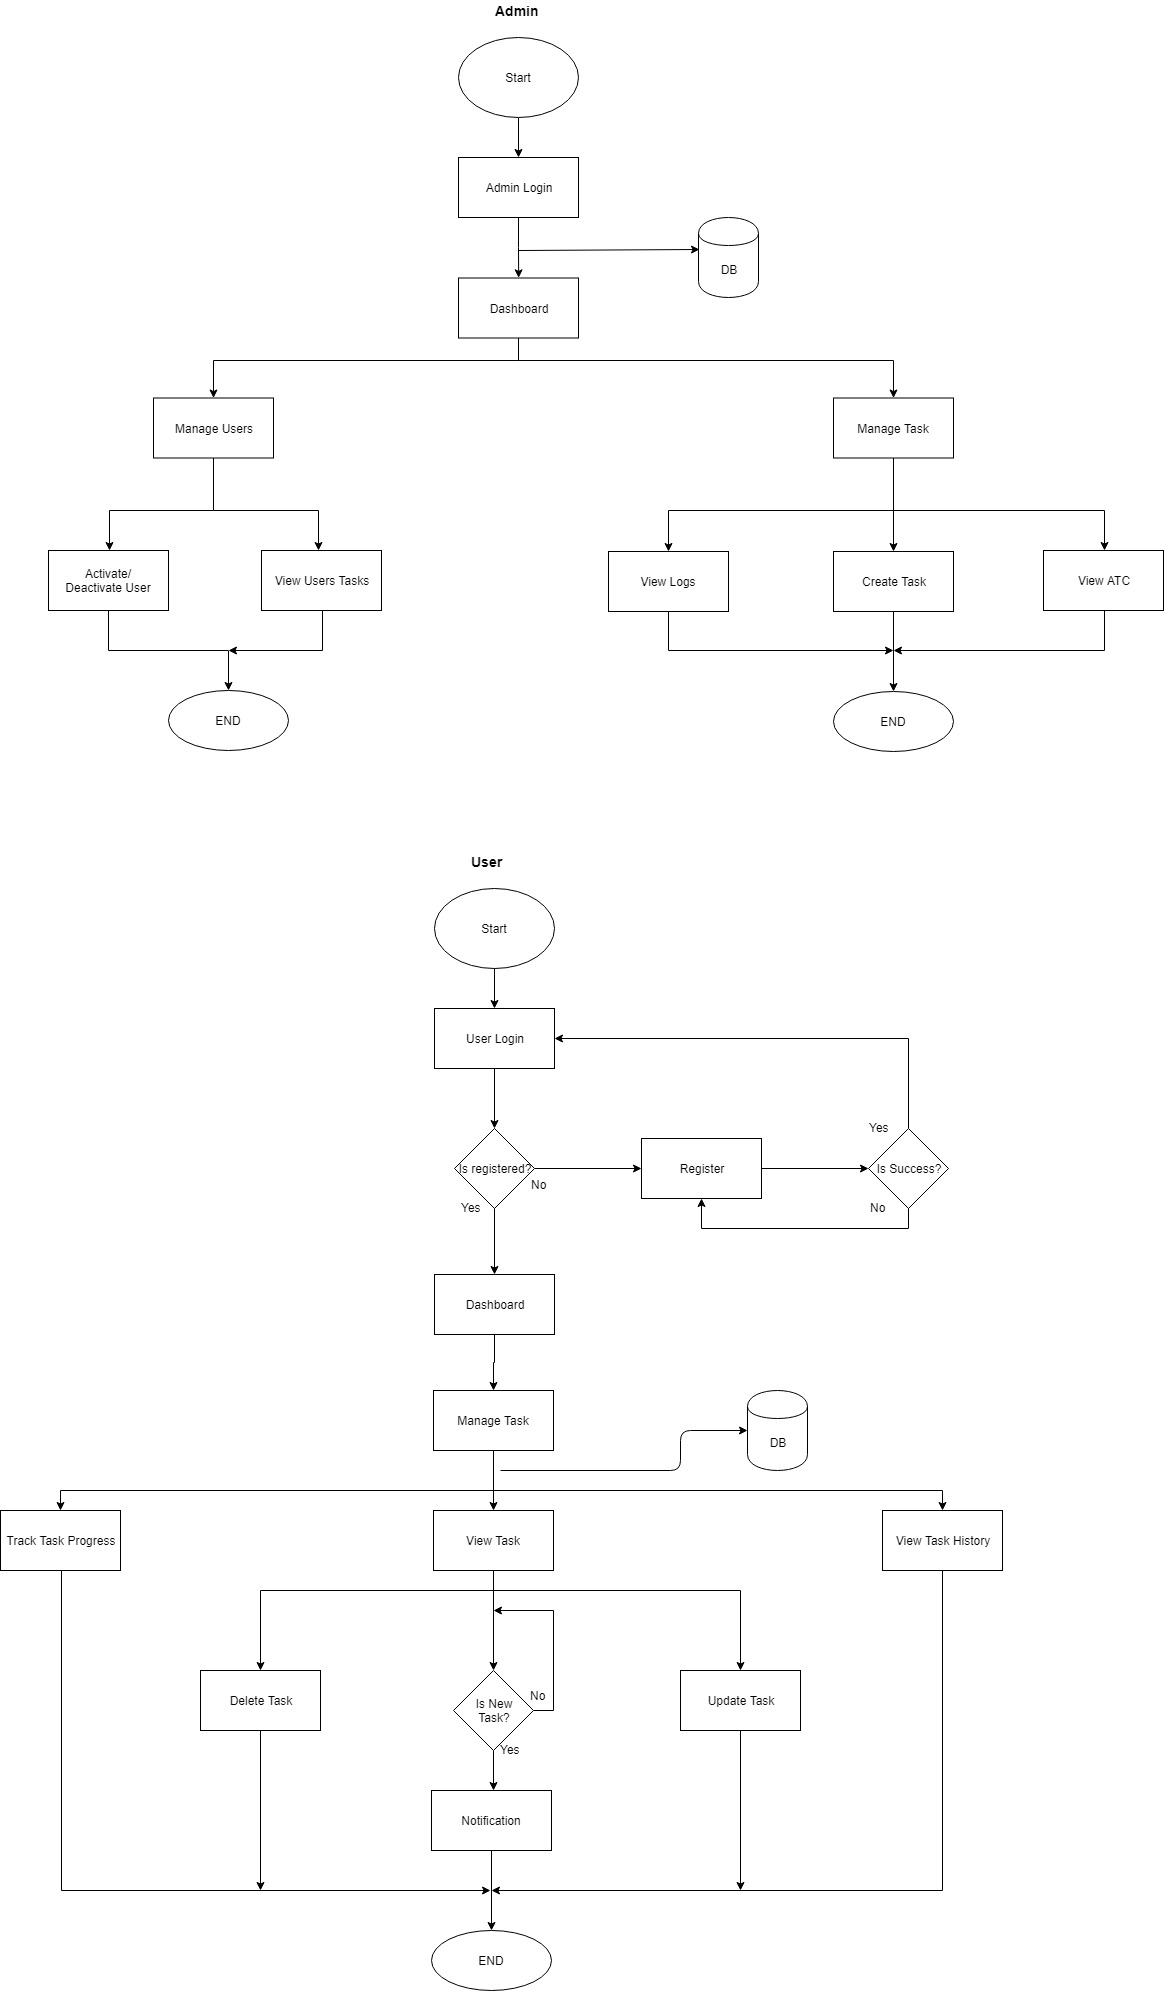 Admin
Start
Admin Login
DB
Dashboard
Manage Users
Manage Task
Activate/
Deactivate User
View Users Tasks
View Logs
Create Task
View ATC
END
END
User
Start
User Login
Yes
Is registered?
Register
Is Success?
No
Yes
No
Dashboard
Manage Task
DB
Track Task Progress
View Task
View Task History
Delete Task
Is New
Task?
No
Update Task
Yes
Notification
END